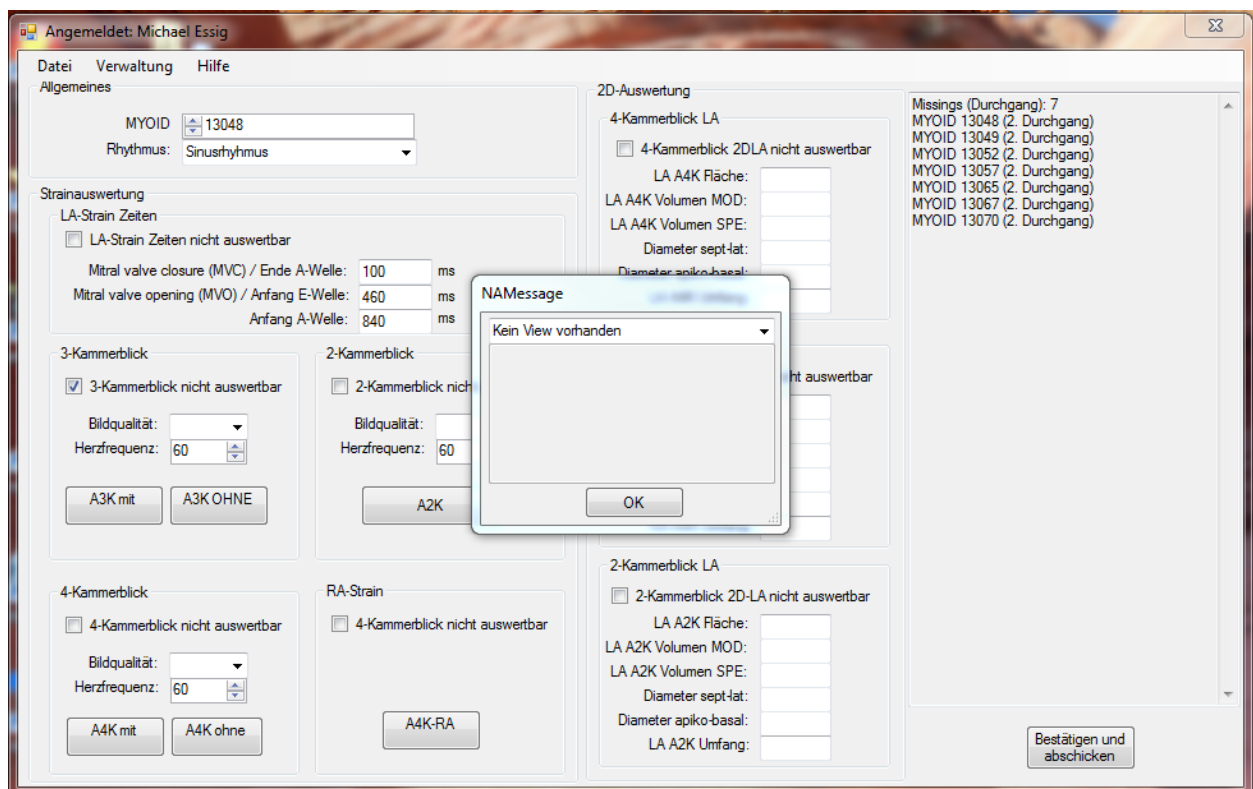 Angemeldet: Michael Essig
Datei Verwaltung Hilfe
Allgemeines
MYOID 13048
Rhythmus: Sinusrhyhmus
Strainauswertung
LA-Strain Zeiten
LA-Strain Zeiten nicht auswertbar
Mitral valve closure (MVC) / Ende A-Welle: 100 ms
Mitral valve opening (MVO) / Anfang E-Welle: 460 ms
Anfang A-Welle: 840 ms
3-Kammerblick
3-Kammerblick nicht auswertbar
Bildqualität:
Herzfrequenz: 60
A3K mit A3K OHNE
2-Kammerblick
2-Kammerblick nich
Bildqualität:
Herzfrequenz: 60
A2K
4-Kammerblick
4-Kammerblick nicht auswertbar
Bildqualität:
Herzfrequenz: 60
A4K mit A4K ohne
RA-Strain
4-Kammerblick nicht auswertbar
A4K-RA
NAMessage
Kein View vorhanden
OK
2D-Auswertung
4-Kammerblick LA
4-Kammerblick 2DLA nicht auswertbar
LA A4K Fläche:
LA A4K Volumen MOD:
LA A4K Volumen SPE:
Diameter sept-lat:
Diameter apiko-basal:
ht auswertbar
2-Kammerblick LA
2-Kammerblick 2D-LA nicht auswertbar
LA A2K Fläche:
LA A2K Volumen MOD:
LA A2K Volumen SPE:
Diameter sept-lat:
Diameter apiko-basal:
LA A2K Umfang:
Missings (Durchgang): 7
MYOID 13048 (2. Durchgang)
MYOID 13049 (2. Durchgang)
MYOID 13052 (2. Durchgang)
MYOID 13057 (2. Durchgang)
MYOID 13065 (2. Durchgang)
MYOID 13067 (2. Durchgang)
MYOID 13070 (2. Durchgang)
Bestätigen und
abschicken